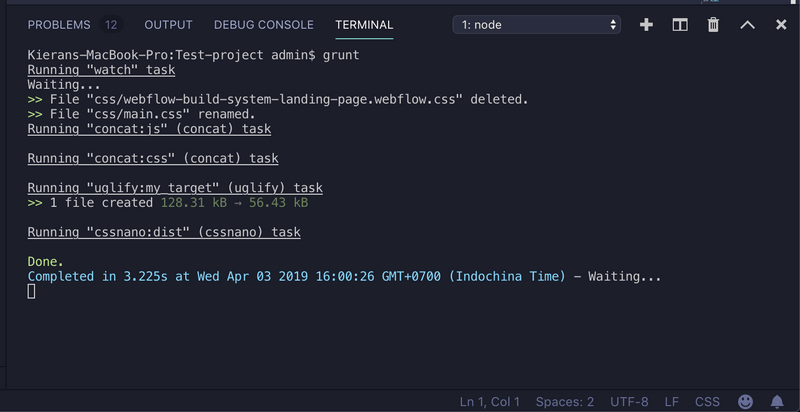 PROBLEMS 12 OUTPUT DEBUG CONSOLE TERMINAL 1: node
Kierans-MacBook-Pro:Test-project admin$ grunt
Running "watch" task
Waiting...
>> File "css/webflow-build-system-landing-page.webflow.css" deleted.
>> File "css/main.css" renamed.
Running "concat:js" (concat) task
Running "concat:css" (concat) task
Running "uglify:my_target" (uglify) task
>> 1 file created 128.31 kB → 56.43 kB
Running "cssnano:dist" (cssnano) task
Done.
Completed in 3.225s at Wed Apr 03 2019 16:00:26 GMT+0700 (Indochina Time) - Waiting...
Ln 1, Col 1 Spaces: 2 UTF-8 LF CSS